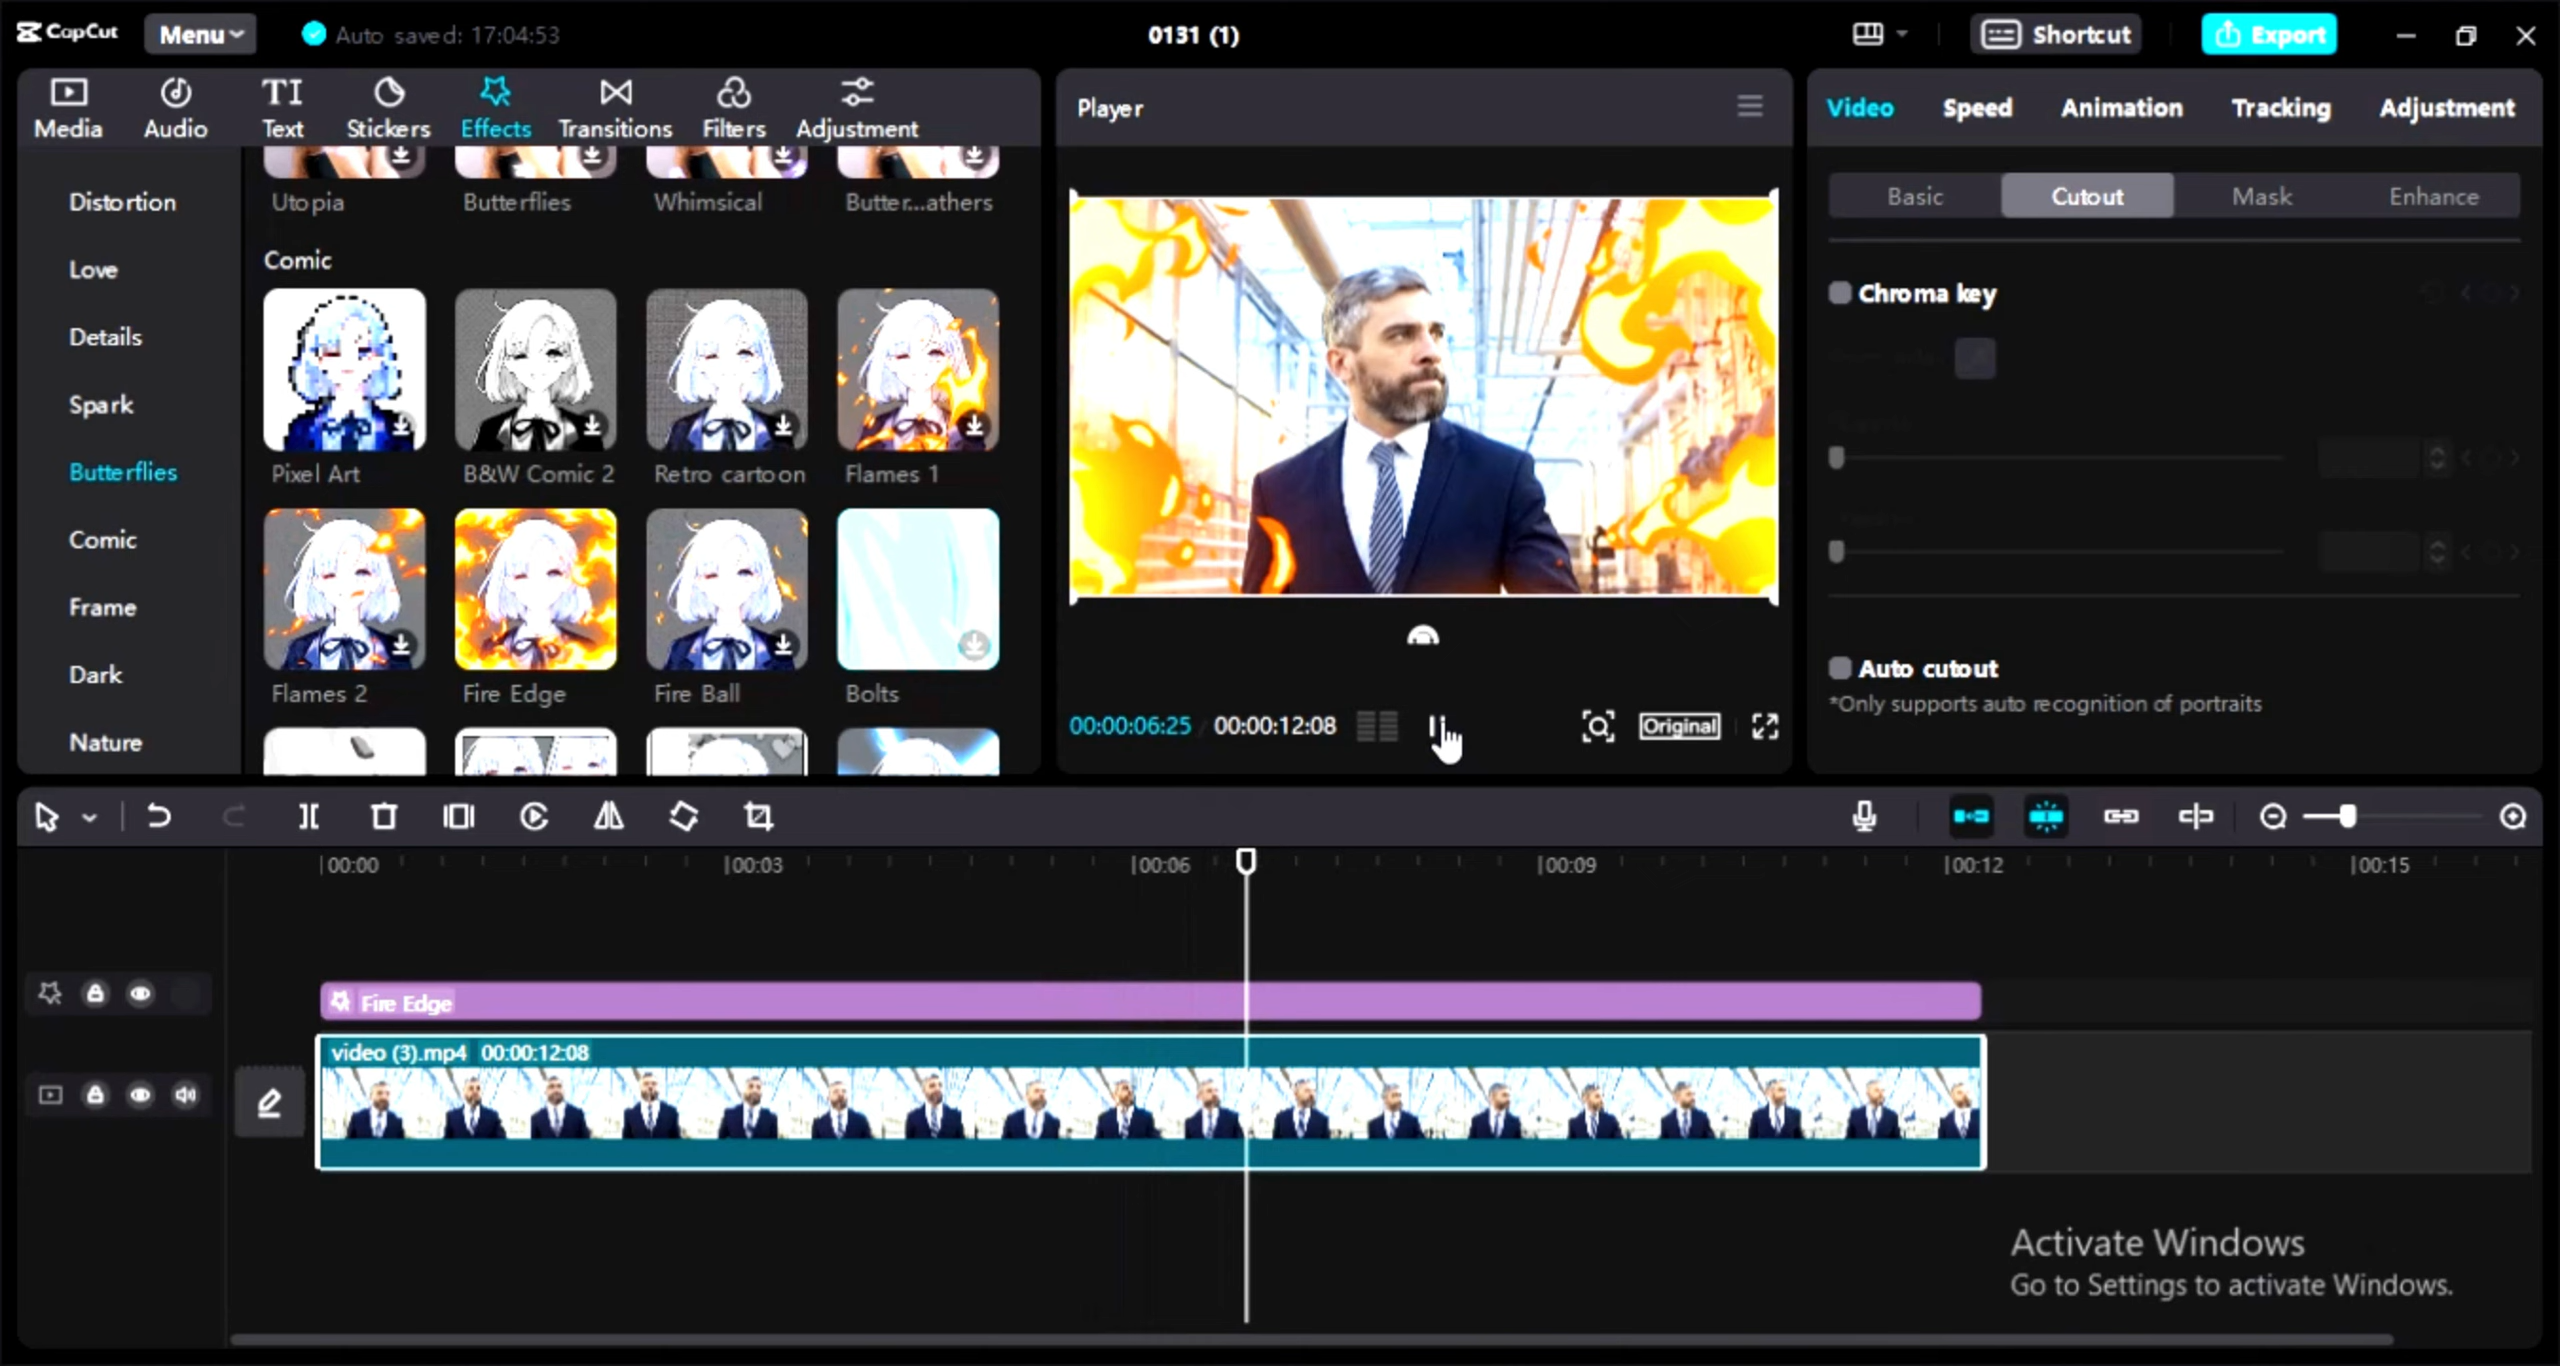 CapCut
Menu
Auto saved: 17:04:53
0131 (1)
Shortcut
Export
Media
Audio
Text
Stickers
Effects
Transitions
Filters
Adjustment
Distortion
Love
Details
Spark
Butterflies
Comic
Frame
Dark
Nature
Utopia
Butterflies
Whimsical
Butter...athers
Comic
Pixel Art
B&W Comic 2
Retro cartoon
Flames 1
Flames 2
Fire Edge
Fire Ball
Bolts
Player
00:00:06:25 / 00:00:12:08
Original
Video
Speed
Animation
Tracking
Adjustment
Basic
Cutout
Mask
Enhance
Chroma key
Auto cutout
*Only supports auto recognition of portraits
00:00
00:03
00:06
00:09
00:12
00:15
Fire Edge
video (3).mp4 00:00:12:08
Activate Windows
Go to Settings to activate Windows.